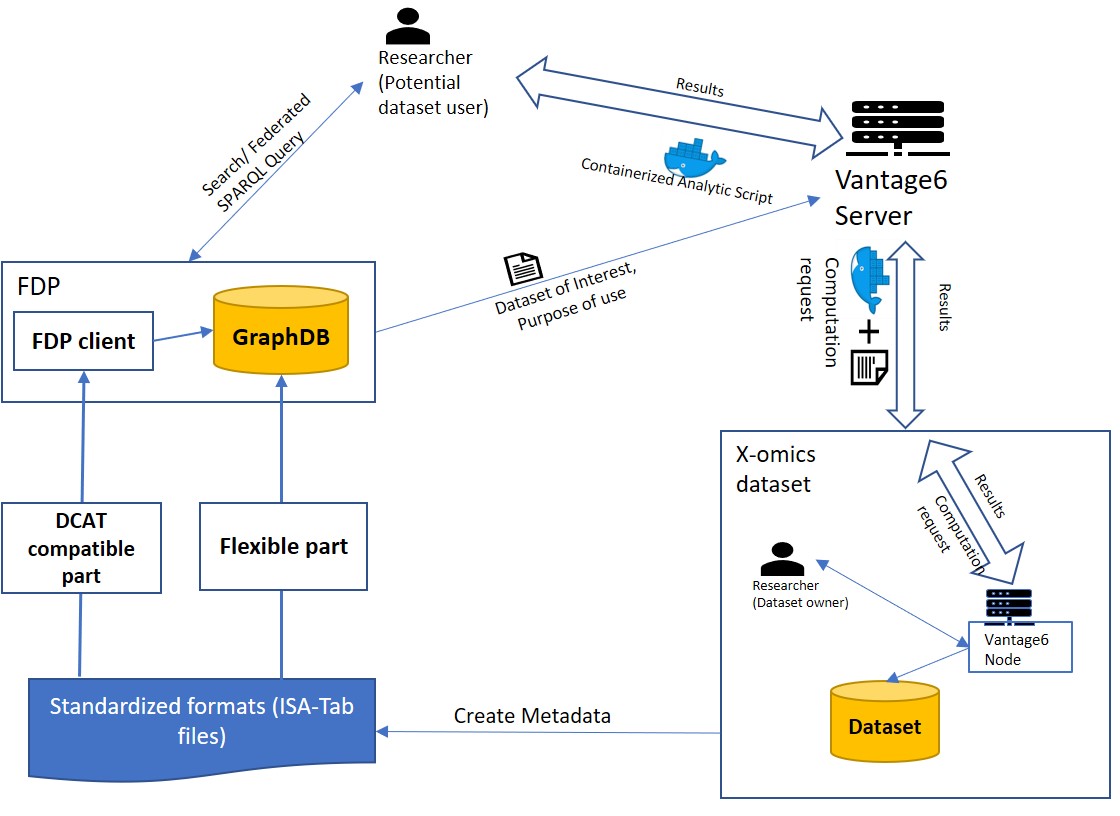 Researcher
(Potential
dataset user)
Results
Search/ Federated
SPARQL Query
Containerized Analytic Script
Vantage6
Server
FDP
FDP client
GraphDB
Dataset of Interest,
Purpose of use
Computation
request
+
Results
X-omics
dataset
Results
Computation
request
DCAT
compatible
part
Flexible part
Researcher
(Dataset owner)
Vantage6
Node
Dataset
Standardized formats (ISA-Tab
files)
Create Metadata